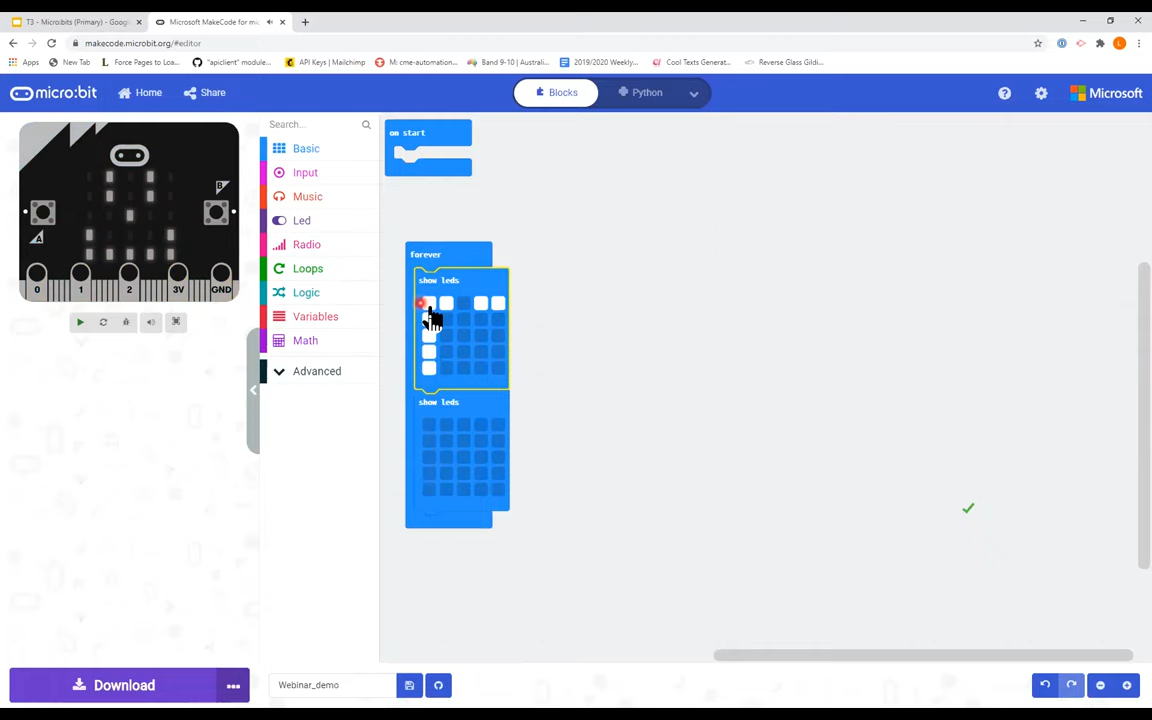 T3 - Micro:bits (Primary) - Goog
Microsoft MakeCode for mic
makecode.microbit.org/#editor
L
Apps
New Tab
Force Pages to Loa...
"apiclient" module...
API Keys | Mailchimp
M: cme-automation...
Band 9-10 | Australi...
2019/2020 Weekly...
Cool Texts Generat...
Reverse Glass Gildi...
micro:bit
Home
Share
Blocks
Python
?
Microsoft
Search...
Basic
Input
Music
Led
Radio
Loops
Logic
Variables
Math
Advanced
A
B
0
1
2
3V
GND
on start
forever
show leds
show leds
Download
...
Webinar_demo